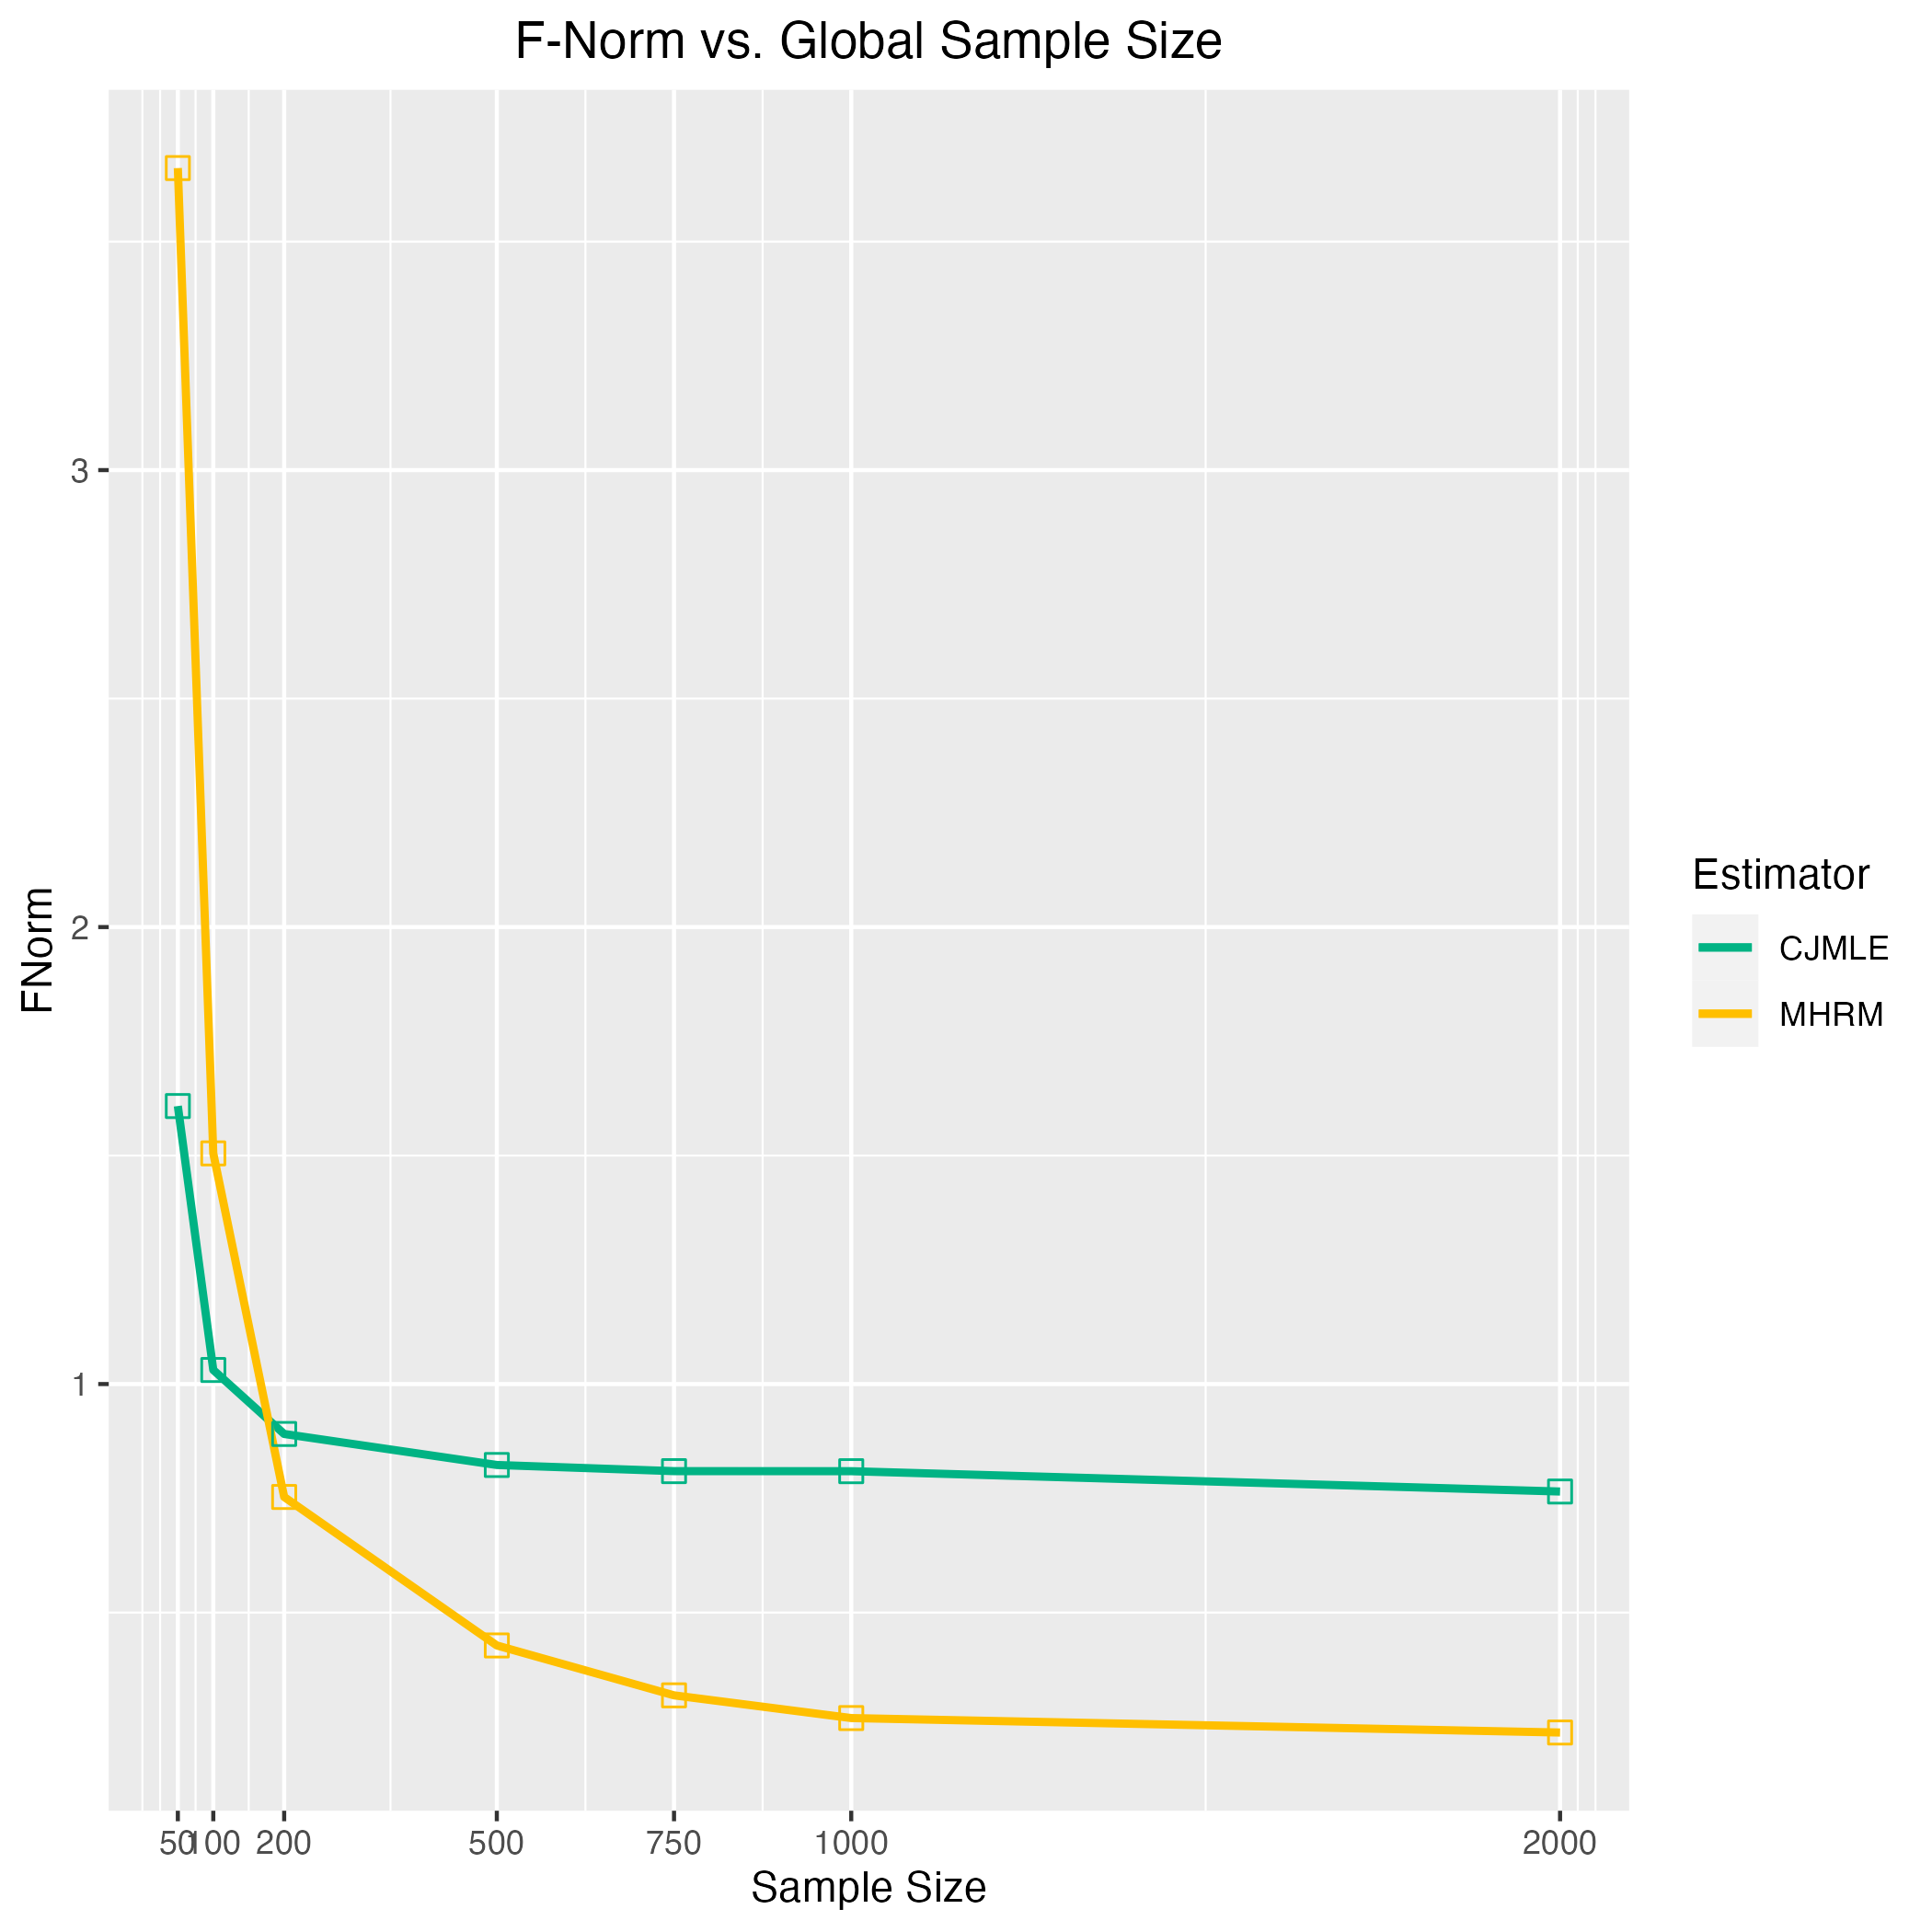 F-Norm vs. Global Sample Size
FNorm
3
2
1
50 100 200 500 750 1000 2000
Sample Size
Estimator
CJMLE
MHRM